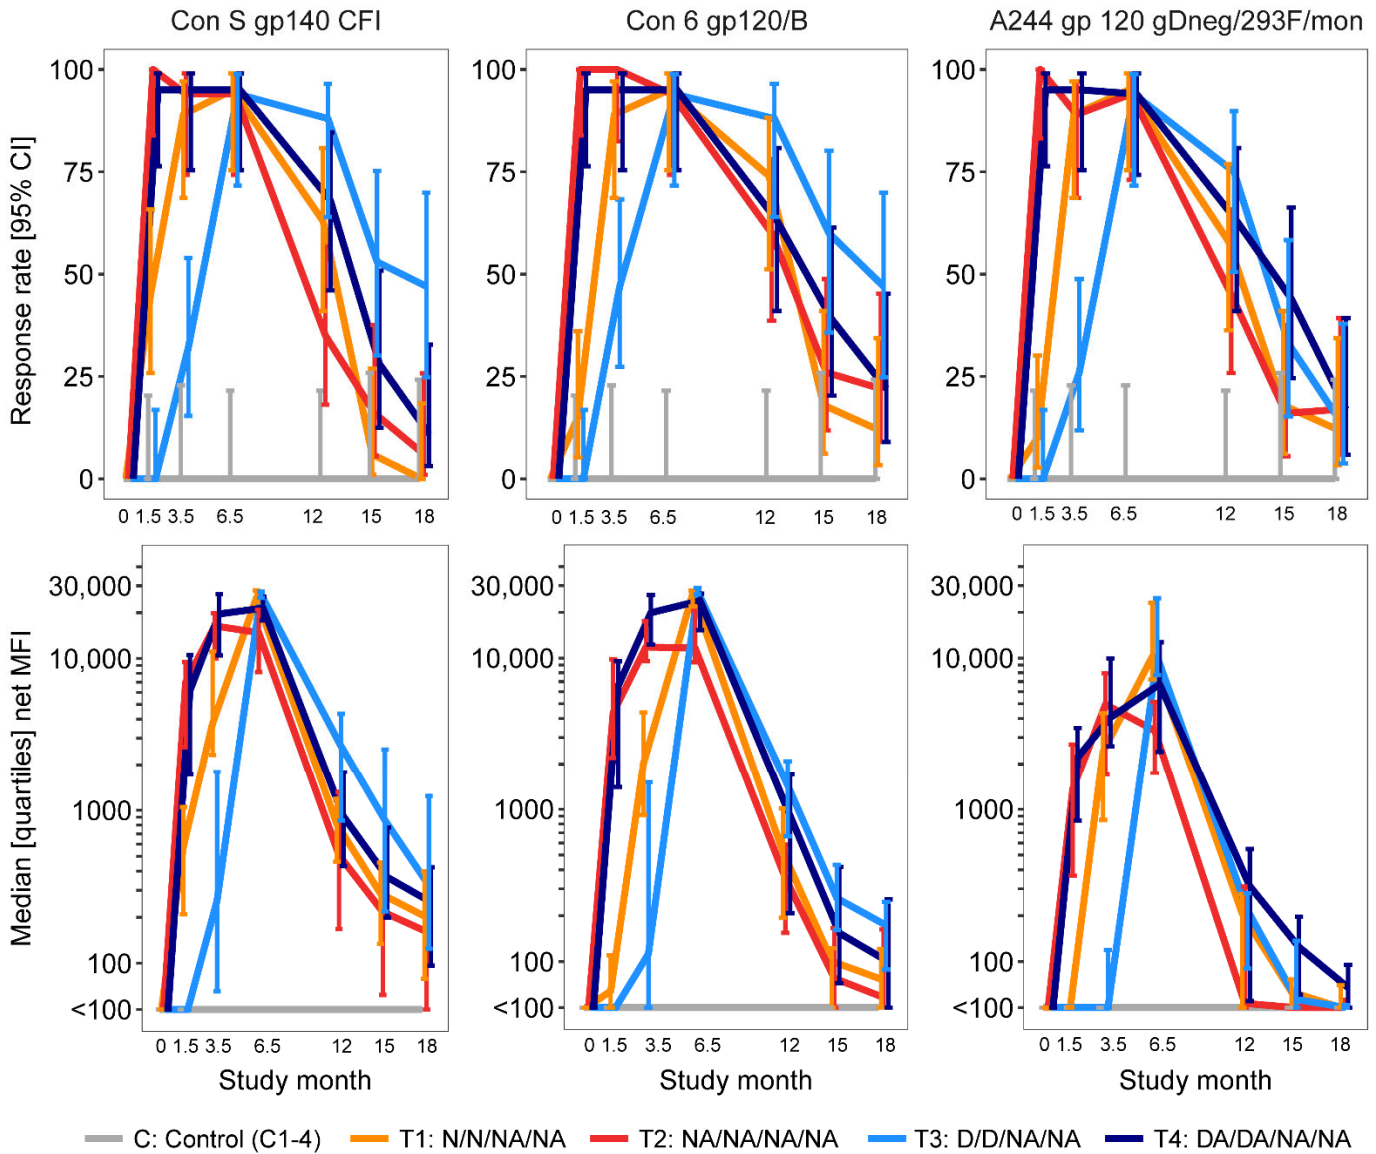 Con S gp140 CFI
Con 6 gp120/B
A244 gp 120 gDneg/293F/mon
Response rate [95% CI]
100
75
50
25
0
0 1.5 3.5 6.5 12 15 18
100
75
50
25
0
0 1.5 3.5 6.5 12 15 18
100
75
50
25
0
0 1.5 3.5 6.5 12 15 18
Median [quartiles] net MFI
30,000
10,000
1000
100
<100
0 1.5 3.5 6.5 12 15 18
Study month
30,000
10,000
1000
100
<100
0 1.5 3.5 6.5 12 15 18
Study month
30,000
10,000
1000
100
<100
0 1.5 3.5 6.5 12 15 18
Study month
C: Control (C1-4) T1: N/N/NA/NA T2: NA/NA/NA/NA T3: D/D/NA/NA T4: DA/DA/NA/NA